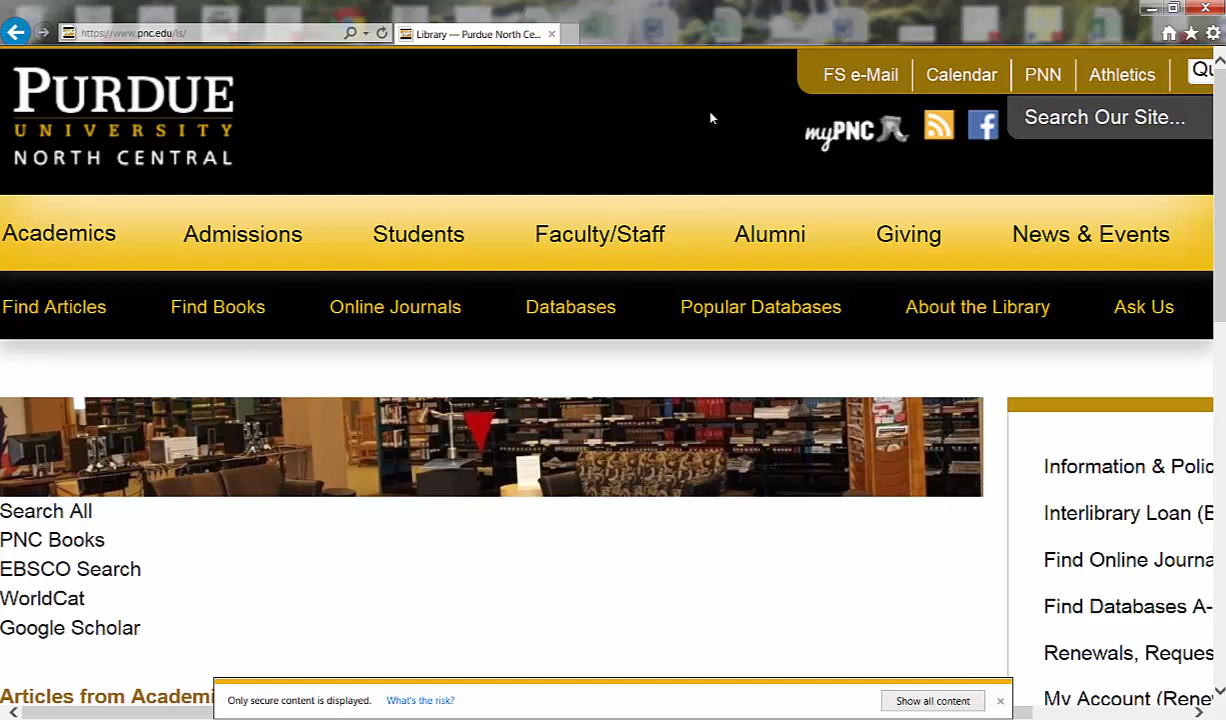 https://www.pnc.edu/ls/
Library — Purdue North Ce...
PURDUE
UNIVERSITY
NORTH CENTRAL
FS e-Mail
Calendar
PNN
Athletics
Qu
myPNC
Search Our Site...
Academics
Admissions
Students
Faculty/Staff
Alumni
Giving
News & Events
Find Articles
Find Books
Online Journals
Databases
Popular Databases
About the Library
Ask Us
Search All
PNC Books
EBSCO Search
WorldCat
Google Scholar
Information & Polic
Interlibrary Loan (
Find Online Journa
Find Databases A-
Renewals, Reques
My Account (Rene
Articles from Academi
Only secure content is displayed.
What's the risk?
Show all content